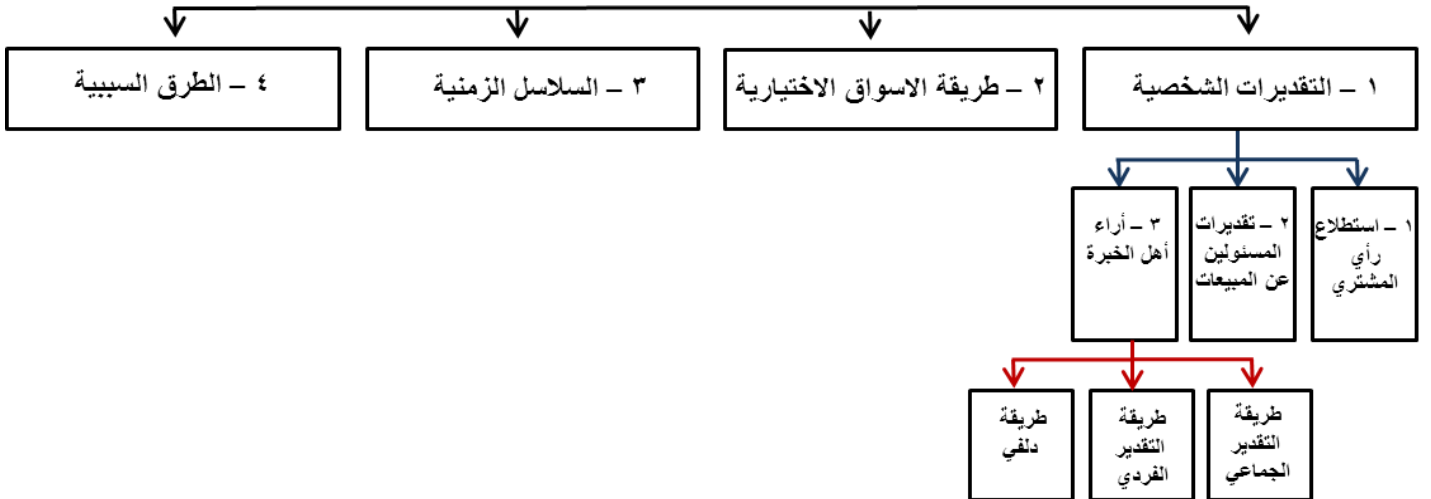 ١ – التقديرات الشخصية
٢ – طريقة الاسواق الاختيارية
٣ – السلاسل الزمنية
٤ – الطرق السببية
١ – استطلاع
رأي
المشتري
٢ – تقديرات
المسئولين
عن المبيعات
٣ – أراء
أهل الخبرة
طريقة
التقدير
الجماعي
طريقة
التقدير
الفردي
طريقة
دلفي